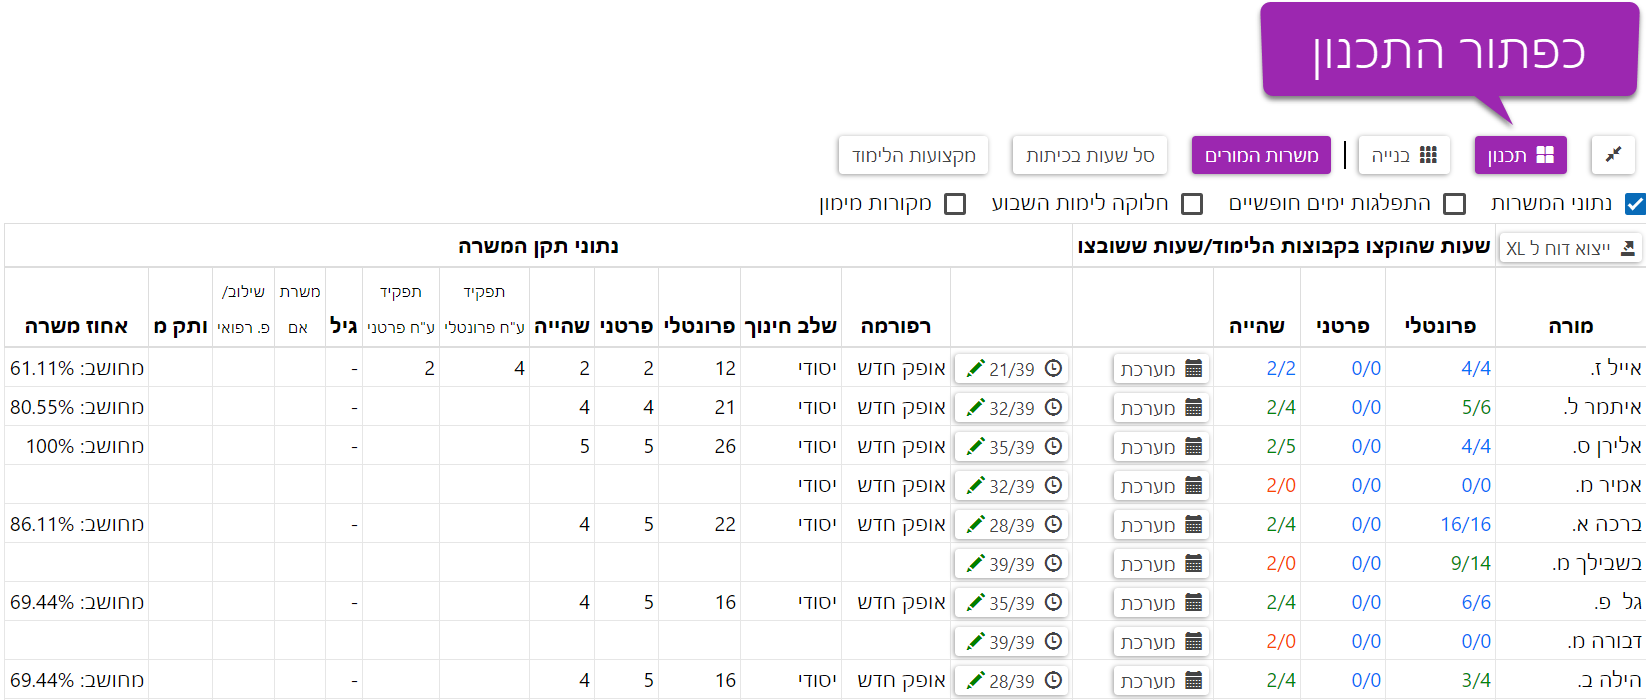 כפתור התכנון
תכנון בנייה משרות המורים סל שעות בכיתות מקצועות הלימוד
נתוני המשרות התפלגות ימים חופשיים חלוקה לימות השבוע מקורות מימון
ייצוא דוח ל XL שעות שהוקצו בקבוצות הלימוד/שעות ששובצו נתוני תקן המשרה
מורה פרונטלי פרטני שהייה רפורמה שלב חינוך פרונטלי פרטני שהייה תפקיד ע"ח פרונטלי תפקיד ע"ח פרטני גיל משרת אם שילוב/ פ. רפואי ותק מ אחוז משרה
אייל ז. 4/4 0/0 2/2 מערכת 21/39 אופק חדש יסודי 12 2 2 4 2 - מחושב: 61.11%
איתמר ל. 5/6 0/0 2/4 מערכת 32/39 אופק חדש יסודי 21 4 4 - מחושב: 80.55%
אלירן ס. 4/4 0/0 2/5 מערכת 35/39 אופק חדש יסודי 26 5 5 - מחושב: 100%
אמיר מ. 0/0 0/0 2/0 מערכת 32/39 אופק חדש יסודי
ברכה א. 16/16 0/0 2/4 מערכת 28/39 אופק חדש יסודי 22 5 4 - מחושב: 86.11%
בשבילך מ. 9/14 0/0 2/0 מערכת 39/39
גל פ. 6/6 0/0 2/4 מערכת 35/39 אופק חדש יסודי 16 5 4 - מחושב: 69.44%
דבורה מ. 0/0 0/0 2/0 מערכת 39/39
הילה ב. 3/4 0/0 2/4 מערכת 28/39 אופק חדש יסודי 16 5 4 - מחושב: 69.44%